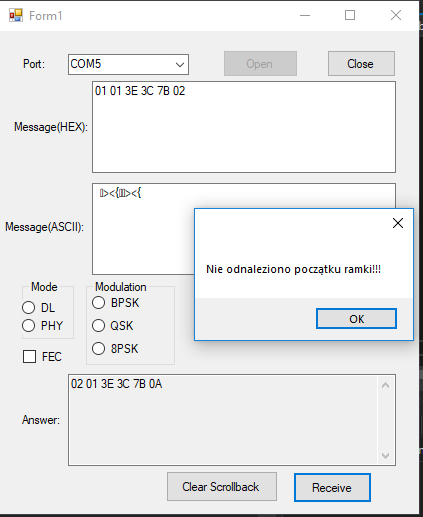 Form1
Port:
COM5
Open
Close
Message(HEX):
01 01 3E 3C 7B 02
Message(ASCII):
><{><{
Nie odnaleziono początku ramki!!!
OK
Mode
DL
PHY
FEC
Modulation
BPSK
QSK
8PSK
Answer:
02 01 3E 3C 7B 0A
Clear Scrollback
Receive